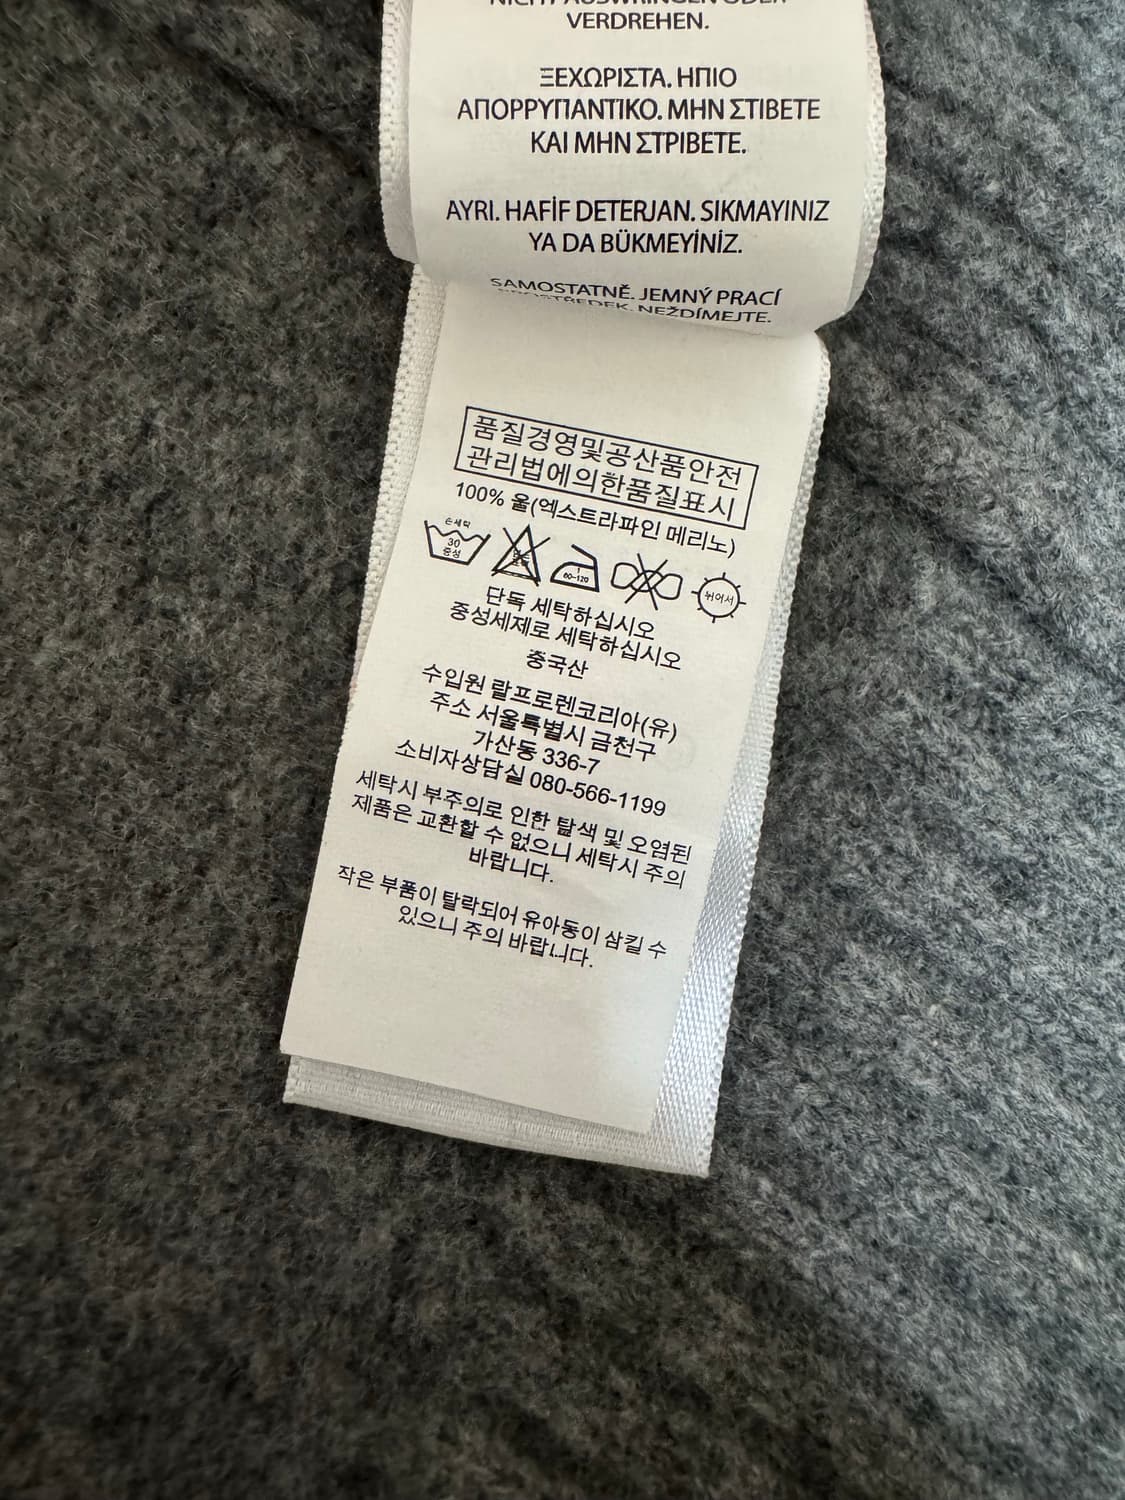 NICHT AUSWRINGEN ODER
VERDREHEN.
ΞΕΧΩΡΙΣΤΑ. ΗΠΙΟ
ΑΠΟΡΡΥΠΑΝΤΙΚΟ. ΜΗΝ ΣΤΙΒΕΤΕ
ΚΑΙ ΜΗΝ ΣΤΡΙΒΕΤΕ.
AYRI. HAFİF DETERJAN. SIKMAYINIZ
YA DA BÜKMEYİNİZ.
SAMOSTATNĚ. JEMNÝ PRACÍ
PROSTŘEDEK. NEŽDÍMEJTE.
품질경영및공산품안전
관리법에의한품질표시
100% 울(엑스트라파인 메리노)
손세탁
30
중성
60-120
뉘어서
단독 세탁하십시오
중성세제로 세탁하십시오
중국산
수입원 랄프로렌코리아(유)
주소 서울특별시 금천구
가산동 336-7
소비자상담실 080-566-1199
세탁시 부주의로 인한 탈색 및 오염된
제품은 교환할 수 없으니 세탁시 주의
바랍니다.
작은 부품이 탈락되어 유아동이 삼킬 수
있으니 주의 바랍니다.